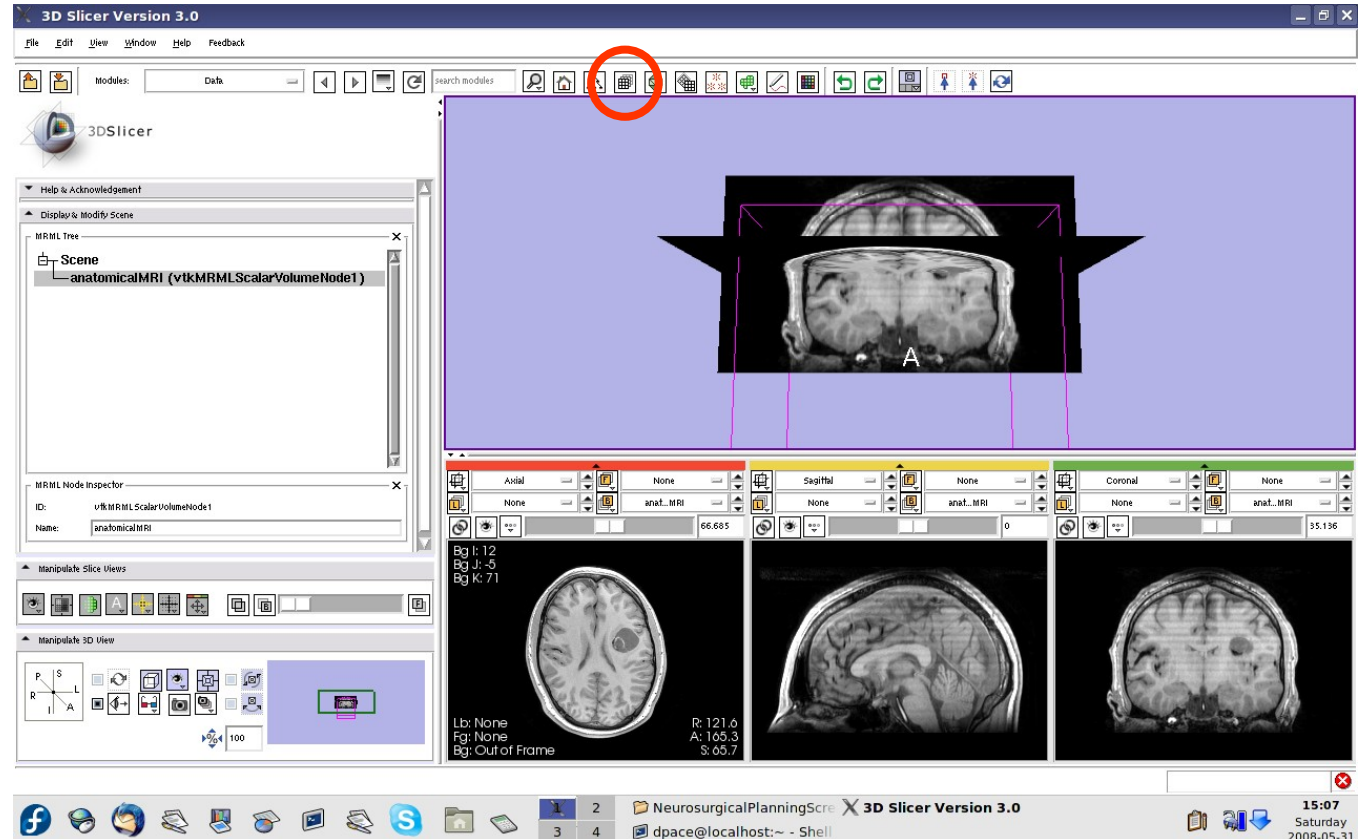 3D Slicer Version 3.0
File Edit View Window Help Feedback
Modules: Data search modules
3DSlicer
Help & Acknowledgement
Display & Modify Scene
MRML Tree
Scene
anatomicalMRI (vtkMRMLScalarVolumeNode1)
A
MRML Node Inspector
ID: vtkMRMLScalarVolumeNode1
Name: anatomicalMRI
Axial None
None anat...MRI
66.685
Sagittal None
None anat...MRI
0
Coronal None
None anat...MRI
35.136
Bg I: 12
Bg J: -5
Bg K: 71
Lb: None
Fg: None
Bg: Out of Frame
R: 121.6
A: 165.3
S: 65.7
Manipulate Slice Views
Manipulate 3D View
P S
R L
I A
% 100
1 2
3 4
NeurosurgicalPlanningScre
3D Slicer Version 3.0
dpace@localhost:~ - Shell
15:07
Saturday
2008-05-31